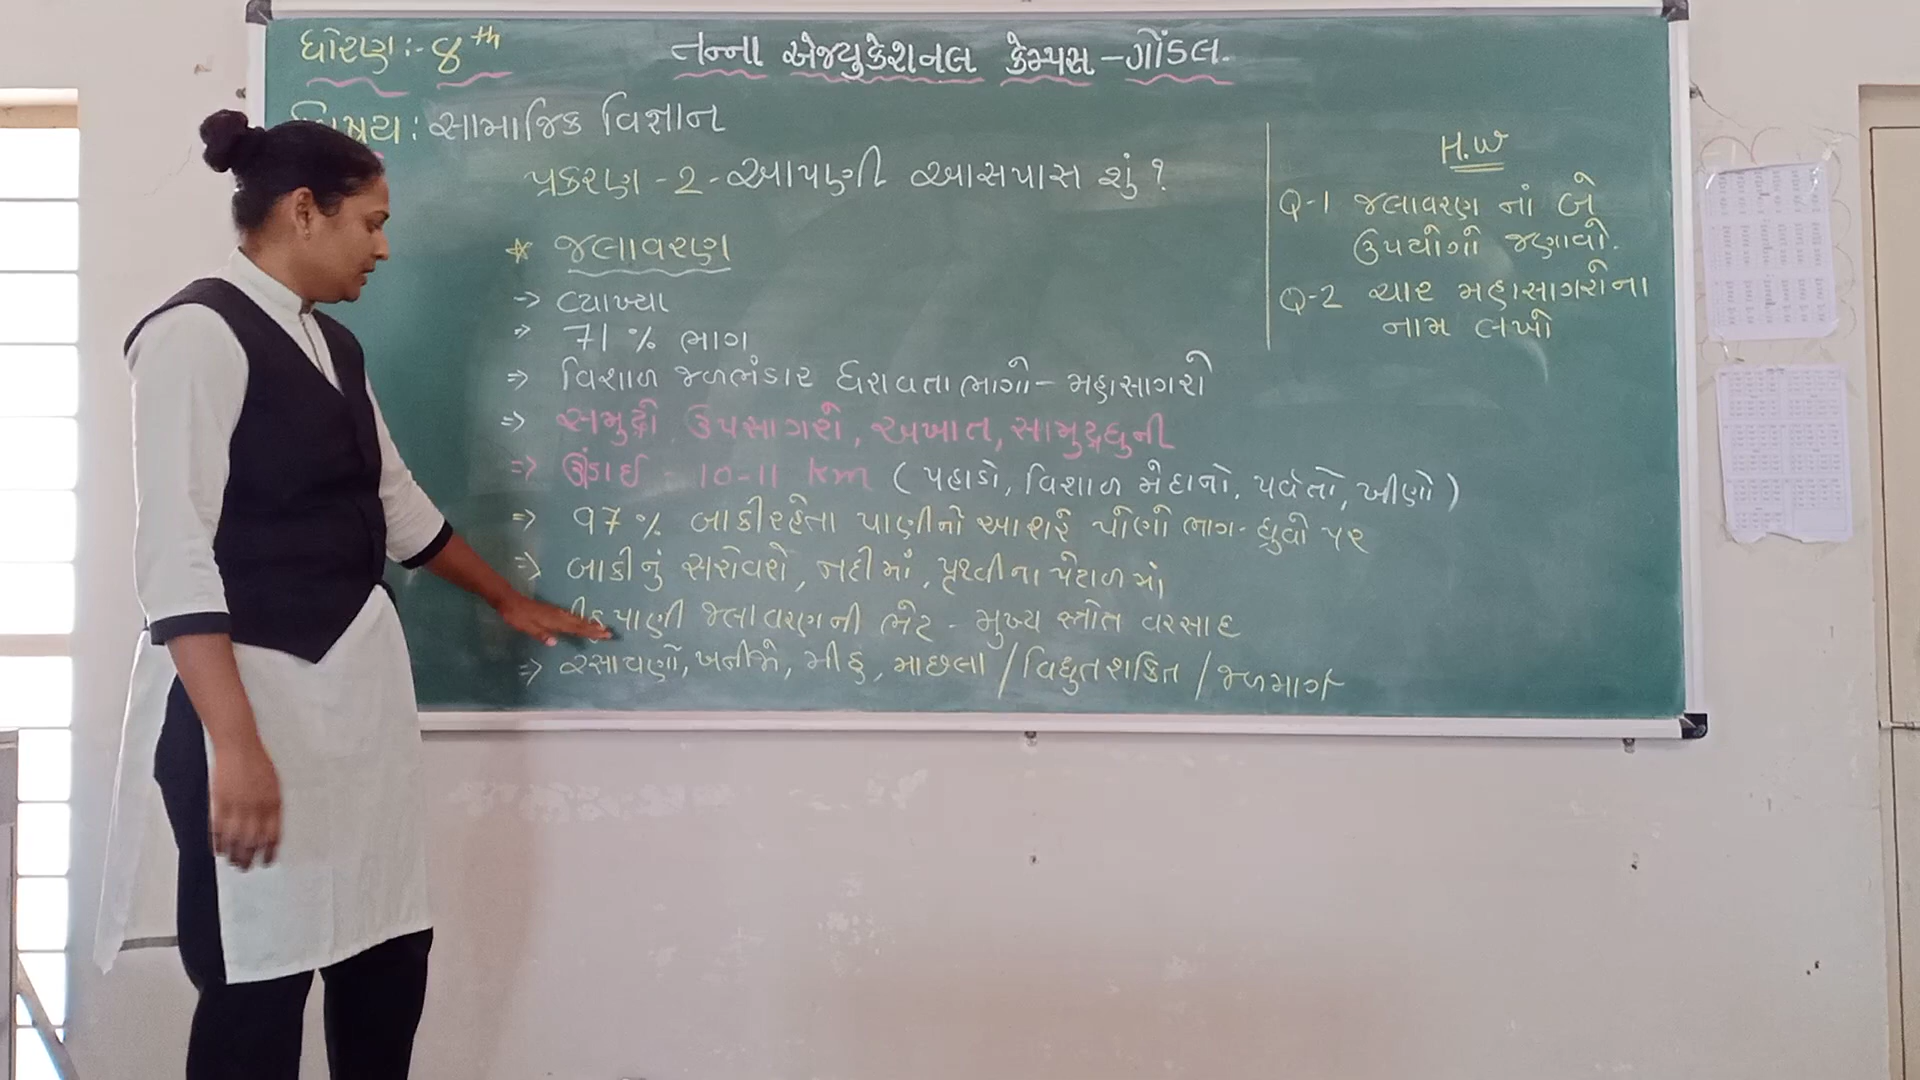 ધોરણ :- 8th
તન્ના એજ્યુકેશનલ કેમ્પસ - ગોંડલ.
વિષય : સામાજિક વિજ્ઞાન
પ્રકરણ - 2 - આપણી આસપાસ શું ?
* જલાવરણ
-> વ્યાખ્યા
=> 71 % ભાગ
=> વિશાળ જળભંડાર ધરાવતા ભાગો - મહાસાગરો
=> સમુદ્રો, ઉપસાગરો, અખાત, સામુદ્રધુની
=> ઊંડાઈ - 10-11 km ( પહાડો, વિશાળ મેદાનો, પર્વતો, ખીણો )
=> 97 % બાકી રહેતા પાણીનો આશરે પોણો ભાગ - ધ્રુવો પર
=> બાકીનું સરોવરો, નદીમાં, પૃથ્વીના પેટાળમાં
પાણી જલાવરણની ભેટ - મુખ્ય સ્ત્રોત વરસાદ
=> રસાયણો, ખનીજો, મીઠુ, માછલા / વિદ્યુતશક્તિ / જળમાર્ગ
H.W
Q-1 જલાવરણ નાં બે
ઉપયોગો જણાવો.
Q-2 ચાર મહાસાગરોના
નામ લખો